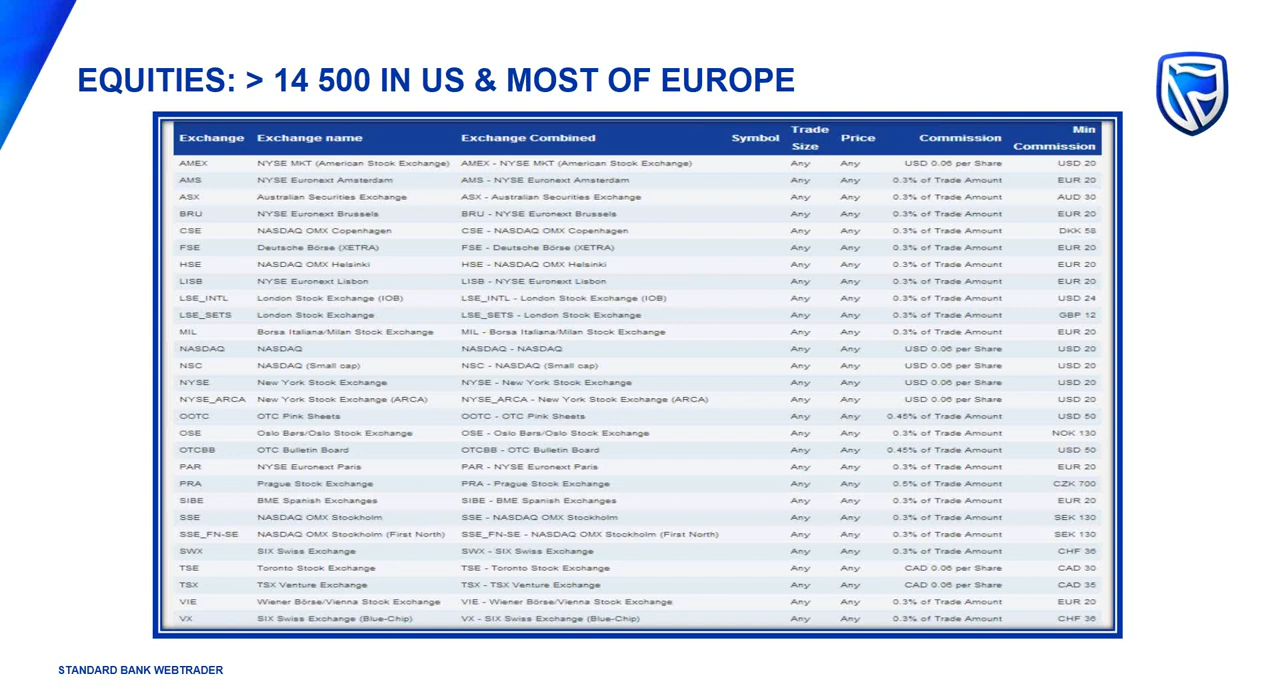 EQUITIES: > 14 500 IN US & MOST OF EUROPE
Exchange Exchange name Exchange Combined Symbol Trade Size Price Commission Min Commission
AMEX NYSE MKT (American Stock Exchange) AMEX - NYSE MKT (American Stock Exchange) Any Any USD 0.06 per Share USD 20
AMS NYSE Euronext Amsterdam AMS - NYSE Euronext Amsterdam Any Any 0.3% of Trade Amount EUR 20
ASX Australian Securities Exchange ASX - Australian Securities Exchange Any Any 0.3% of Trade Amount AUD 30
BRU NYSE Euronext Brussels BRU - NYSE Euronext Brussels Any Any 0.3% of Trade Amount EUR 20
CSE NASDAQ OMX Copenhagen CSE - NASDAQ OMX Copenhagen Any Any 0.3% of Trade Amount DKK 58
FSE Deutsche Börse (XETRA) FSE - Deutsche Börse (XETRA) Any Any 0.3% of Trade Amount EUR 20
HSE NASDAQ OMX Helsinki HSE - NASDAQ OMX Helsinki Any Any 0.3% of Trade Amount EUR 20
LISB NYSE Euronext Lisbon LISB - NYSE Euronext Lisbon Any Any 0.3% of Trade Amount EUR 20
LSE_INTL London Stock Exchange (IOB) LSE_INTL - London Stock Exchange (IOB) Any Any 0.3% of Trade Amount USD 24
LSE_SETS London Stock Exchange LSE_SETS - London Stock Exchange Any Any 0.3% of Trade Amount GBP 12
MIL Borsa Italiana/Milan Stock Exchange MIL - Borsa Italiana/Milan Stock Exchange Any Any 0.3% of Trade Amount EUR 20
NASDAQ NASDAQ NASDAQ - NASDAQ Any Any USD 0.06 per Share USD 20
NSC NASDAQ (Small cap) NSC - NASDAQ (Small cap) Any Any USD 0.06 per Share USD 20
NYSE New York Stock Exchange NYSE - New York Stock Exchange Any Any USD 0.06 per Share USD 20
NYSE_ARCA New York Stock Exchange (ARCA) NYSE_ARCA - New York Stock Exchange (ARCA) Any Any USD 0.06 per Share USD 20
OOTC OTC Pink Sheets OOTC - OTC Pink Sheets Any Any 0.45% of Trade Amount USD 50
OSE Oslo Børs/Oslo Stock Exchange OSE - Oslo Børs/Oslo Stock Exchange Any Any 0.3% of Trade Amount NOK 130
OTCBB OTC Bulletin Board OTCBB - OTC Bulletin Board Any Any 0.45% of Trade Amount USD 50
PAR NYSE Euronext Paris PAR - NYSE Euronext Paris Any Any 0.3% of Trade Amount EUR 20
PRA Prague Stock Exchange PRA - Prague Stock Exchange Any Any 0.5% of Trade Amount CZK 700
SIBE BME Spanish Exchanges SIBE - BME Spanish Exchanges Any Any 0.3% of Trade Amount EUR 20
SSE NASDAQ OMX Stockholm SSE - NASDAQ OMX Stockholm Any Any 0.3% of Trade Amount SEK 130
SSE_FN-SE NASDAQ OMX Stockholm (First North) SSE_FN-SE - NASDAQ OMX Stockholm (First North) Any Any 0.3% of Trade Amount SEK 130
SWX SIX Swiss Exchange SWX - SIX Swiss Exchange Any Any 0.3% of Trade Amount CHF 36
TSE Toronto Stock Exchange TSE - Toronto Stock Exchange Any Any CAD 0.06 per Share CAD 30
TSX TSX Venture Exchange TSX - TSX Venture Exchange Any Any CAD 0.06 per Share CAD 35
VIE Wiener Börse/Vienna Stock Exchange VIE - Wiener Börse/Vienna Stock Exchange Any Any 0.3% of Trade Amount EUR 20
VX SIX Swiss Exchange (Blue-Chip) VX - SIX Swiss Exchange (Blue-Chip) Any Any 0.3% of Trade Amount CHF 36
STANDARD BANK WEBTRADER